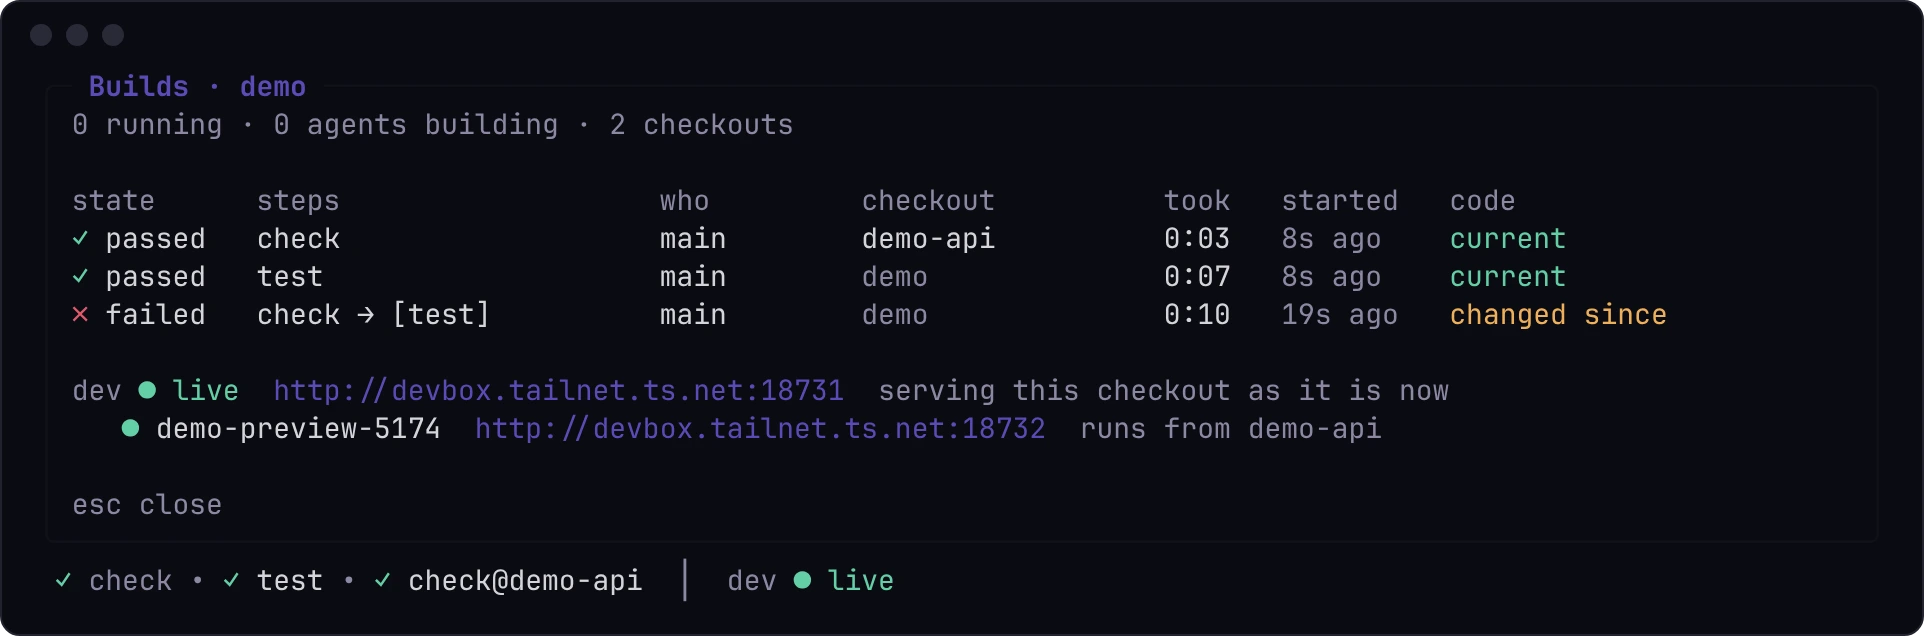 Builds · demo
0 running · 0 agents building · 2 checkouts
state steps who checkout took started code
✓ passed check main demo-api 0:03 8s ago current
✓ passed test main demo 0:07 8s ago current
✕ failed check → [test] main demo 0:10 19s ago changed since
dev ● live http://devbox.tailnet.ts.net:18731 serving this checkout as it is now
● demo-preview-5174 http://devbox.tailnet.ts.net:18732 runs from demo-api
esc close
✓ check • ✓ test • ✓ check@demo-api │ dev ● live